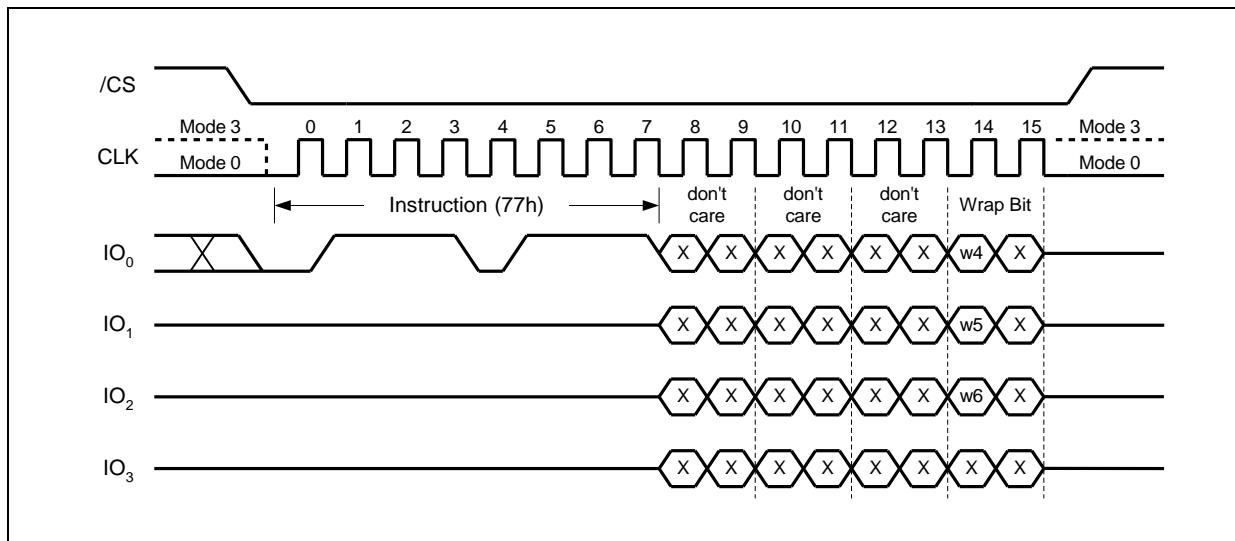 /CS
Mode 3 0 1 2 3 4 5 6 7 8 9 10 11 12 13 14 15 Mode 3
CLK Mode 0 Mode 0
Instruction (77h) don't care don't care don't care Wrap Bit
IO0 X X X X X X w4 X
IO1 X X X X X X w5 X
IO2 X X X X X X w6 X
IO3 X X X X X X X X